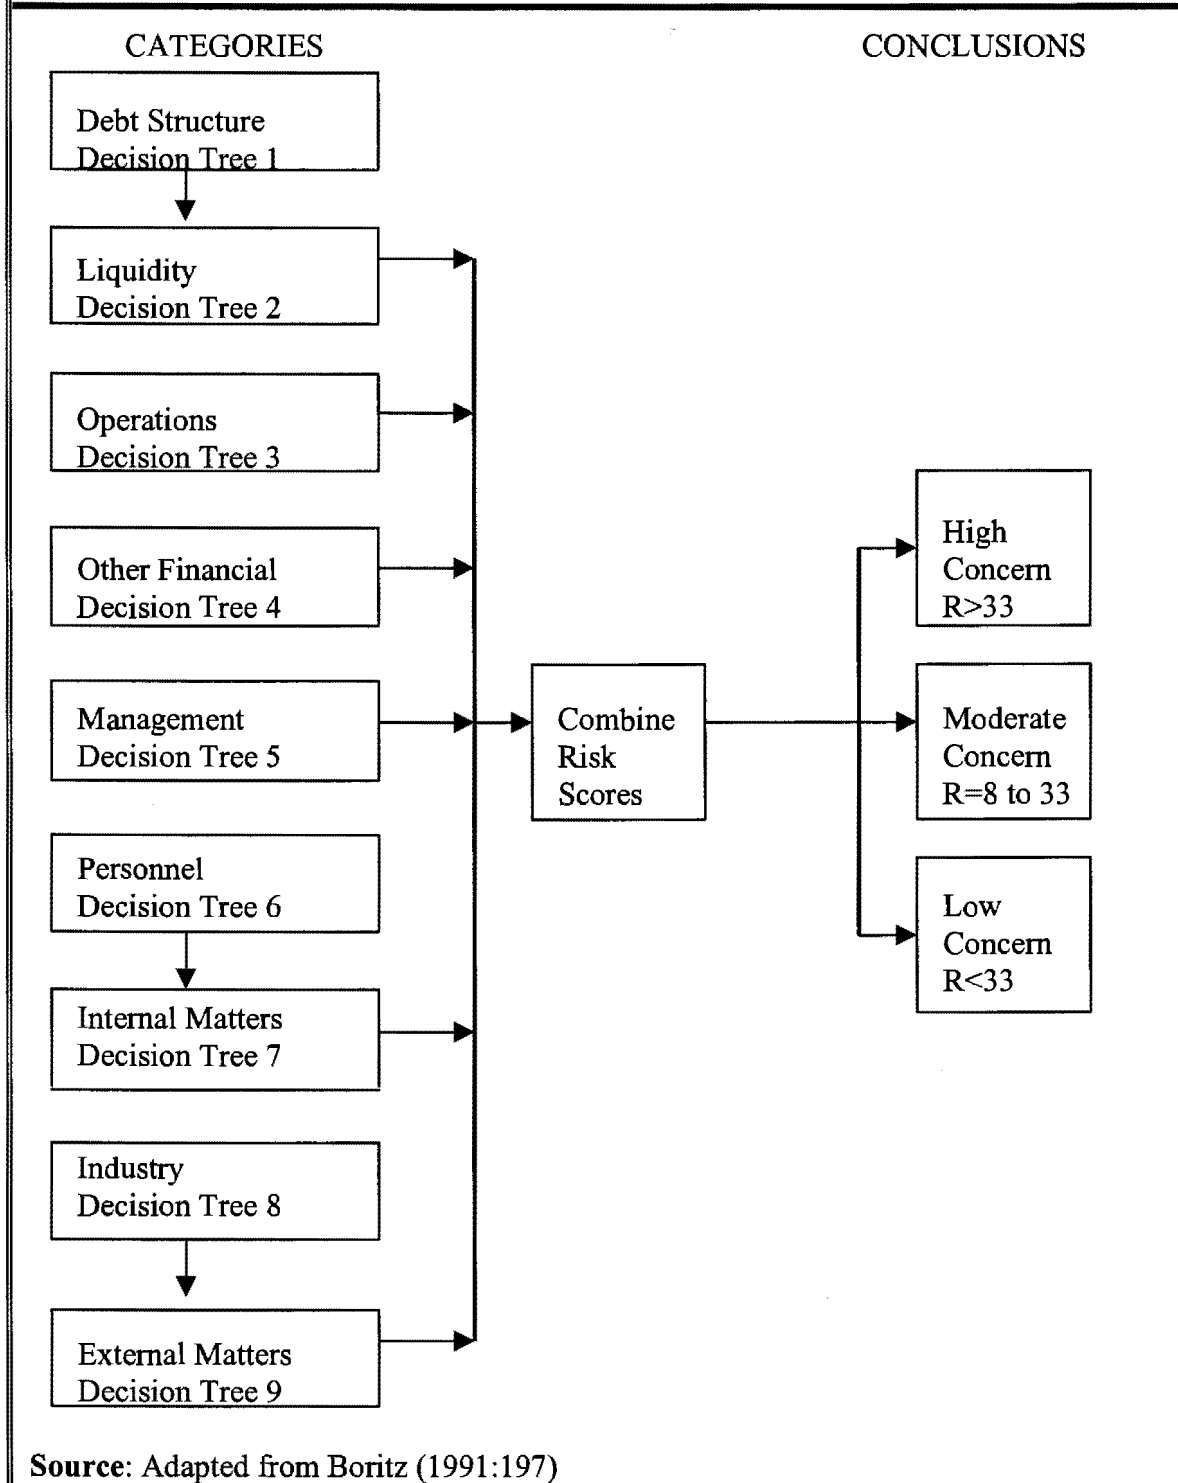 CATEGORIES
CONCLUSIONS
Debt Structure
Decision Tree 1
Liquidity
Decision Tree 2
Operations
Decision Tree 3
Other Financial
Decision Tree 4
Management
Decision Tree 5
Personnel
Decision Tree 6
Internal Matters
Decision Tree 7
Industry
Decision Tree 8
External Matters
Decision Tree 9
Combine
Risk
Scores
High
Concern
R>33
Moderate
Concern
R=8 to 33
Low
Concern
R<33
Source: Adapted from Boritz (1991:197)